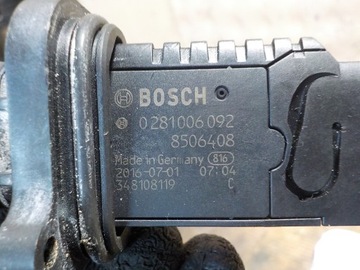 BOSCH
0 281 006 092
8506408
Made in Germany 816
2016-07-01 07:04
348108119 C